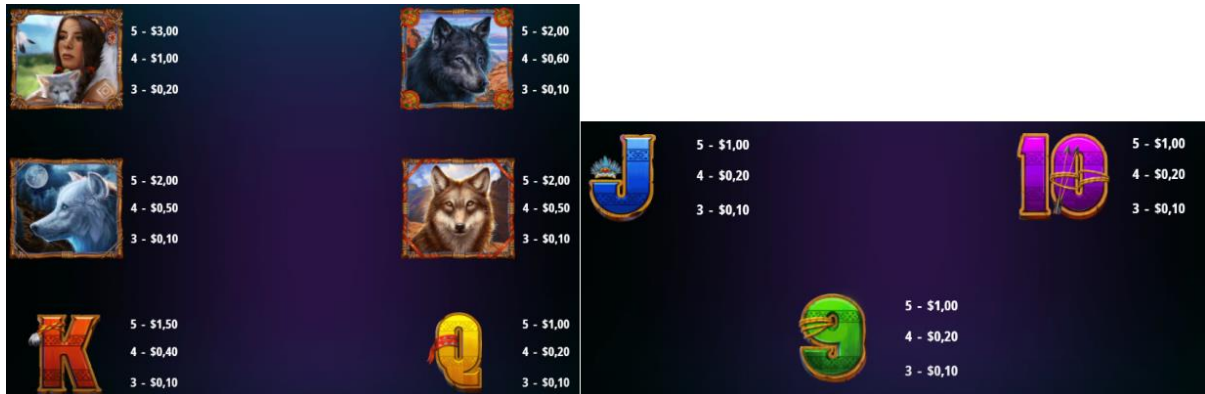 5 - $3,00
4 - $1,00
3 - $0,20
5 - $2,00
4 - $0,60
3 - $0,10
5 - $2,00
4 - $0,50
3 - $0,10
5 - $2,00
4 - $0,50
3 - $0,10
K
5 - $1,50
4 - $0,40
3 - $0,10
Q
5 - $1,00
4 - $0,20
3 - $0,10
J
5 - $1,00
4 - $0,20
3 - $0,10
10
5 - $1,00
4 - $0,20
3 - $0,10
9
5 - $1,00
4 - $0,20
3 - $0,10